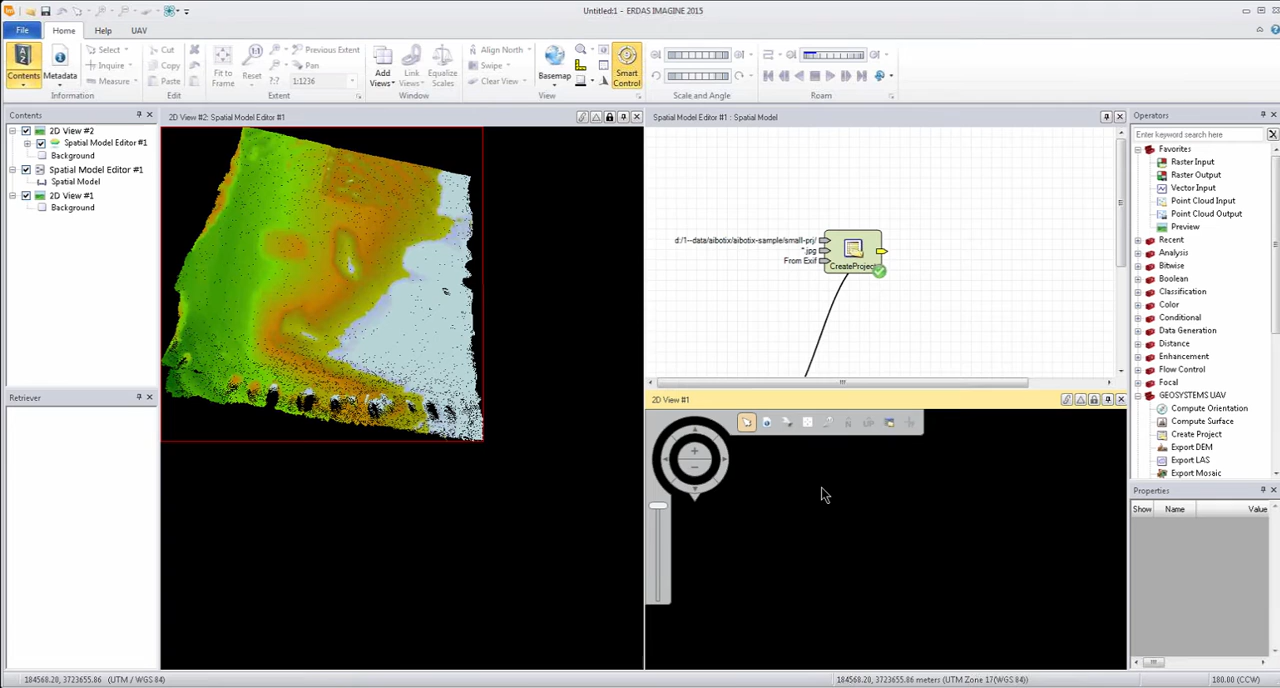 Untitled:1 - ERDAS IMAGINE 2015
File
Home
Help
UAV
Contents
Metadata
Select
Inquire
Measure
Information
Cut
Copy
Paste
Edit
Fit to Frame
Reset
Previous Extent
Pan
?:?
1:1236
Extent
Add Views
Link Views
Equalize Scales
Window
Align North
Swipe
Clear View
Basemap
View
Smart Control
Scale and Angle
Roam
Contents
2D View #2
Spatial Model Editor #1
Background
Spatial Model Editor #1
Spatial Model
2D View #1
Background
Retriever
2D View #2: Spatial Model Editor #1
Spatial Model Editor #1 : Spatial Model
d:/1--data/aibotix/aibotix-sample/small-prj/
*.jpg
From Exif
CreateProject
2D View #1
UP
Operators
Enter keyword search here
Favorites
Raster Input
Raster Output
Vector Input
Point Cloud Input
Point Cloud Output
Preview
Recent
Analysis
Bitwise
Boolean
Classification
Color
Conditional
Data Generation
Distance
Enhancement
Flow Control
Focal
GEOSYSTEMS UAV
Compute Orientation
Compute Surface
Create Project
Export DEM
Export LAS
Export Mosaic
Properties
Show Name Value
184568.20, 3723655.86 (UTM / WGS 84)
184568.20, 3723655.86 meters (UTM Zone 17(WGS 84))
180.00 (CCW)